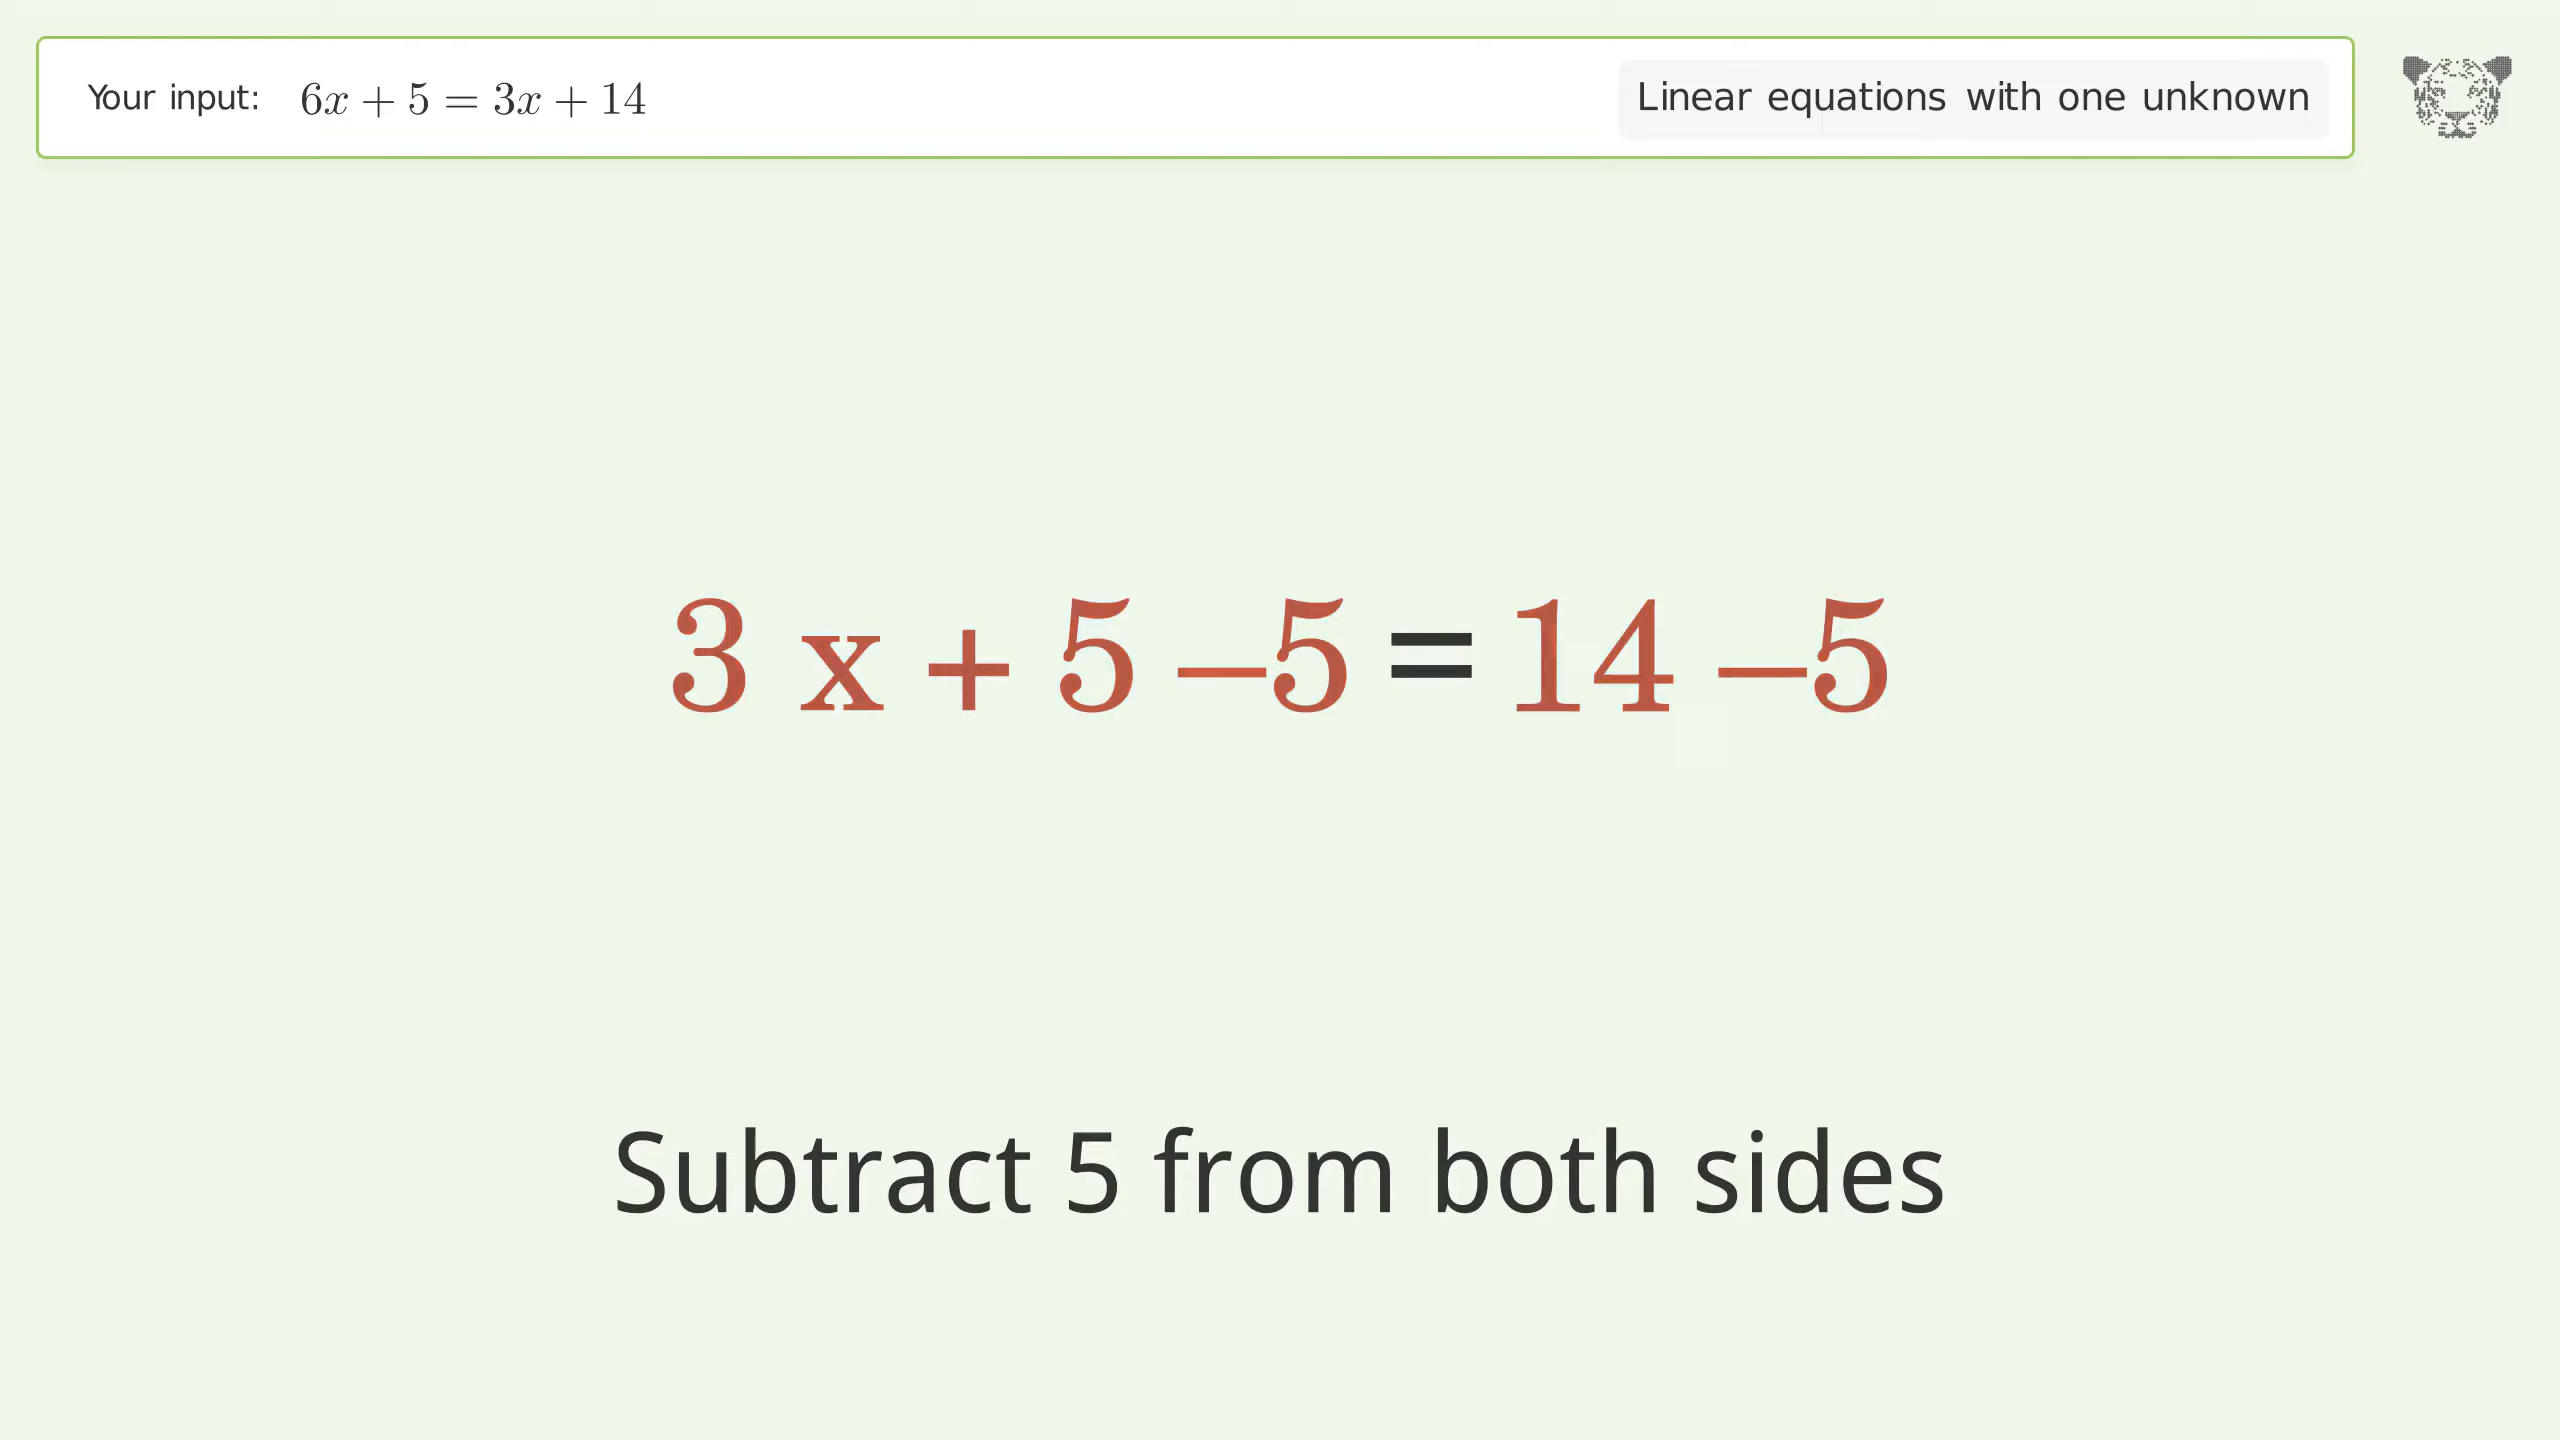 Your input: 6x + 5 = 3x + 14
Linear equations with one unknown
3 x + 5 –5 = 14 –5
Subtract 5 from both sides